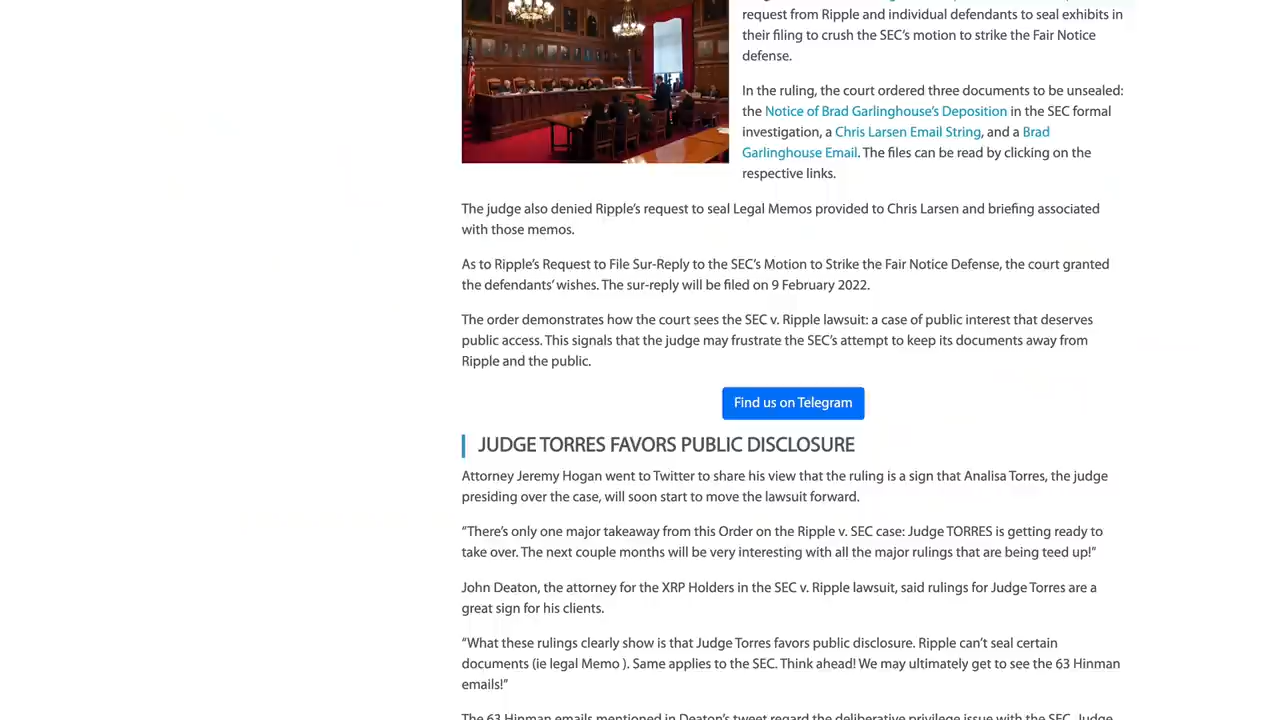 request from Ripple and individual defendants to seal exhibits in
their filing to crush the SEC's motion to strike the Fair Notice
defense.
In the ruling, the court ordered three documents to be unsealed:
the Notice of Brad Garlinghouse's Deposition in the SEC formal
investigation, a Chris Larsen Email String, and a Brad
Garlinghouse Email. The files can be read by clicking on the
respective links.
The judge also denied Ripple's request to seal Legal Memos provided to Chris Larsen and briefing associated
with those memos.
As to Ripple's Request to File Sur-Reply to the SEC's Motion to Strike the Fair Notice Defense, the court granted
the defendants' wishes. The sur-reply will be filed on 9 February 2022.
The order demonstrates how the court sees the SEC v. Ripple lawsuit: a case of public interest that deserves
public access. This signals that the judge may frustrate the SEC's attempt to keep its documents away from
Ripple and the public.
Find us on Telegram
JUDGE TORRES FAVORS PUBLIC DISCLOSURE
Attorney Jeremy Hogan went to Twitter to share his view that the ruling is a sign that Analisa Torres, the judge
presiding over the case, will soon start to move the lawsuit forward.
"There's only one major takeaway from this Order on the Ripple v. SEC case: Judge TORRES is getting ready to
take over. The next couple months will be very interesting with all the major rulings that are being teed up!"
John Deaton, the attorney for the XRP Holders in the SEC v. Ripple lawsuit, said rulings for Judge Torres are a
great sign for his clients.
"What these rulings clearly show is that Judge Torres favors public disclosure. Ripple can't seal certain
documents (ie legal Memo ). Same applies to the SEC. Think ahead! We may ultimately get to see the 63 Hinman
emails!"
The 63 Hinman emails mentioned in Deaton's tweet regard the deliberative privilege issue with the SEC. Judge